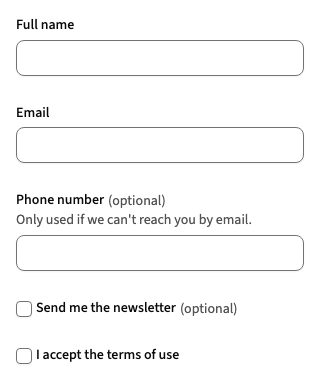 Full name
Email
Phone number (optional)
Only used if we can't reach you by email.
Send me the newsletter (optional)
I accept the terms of use